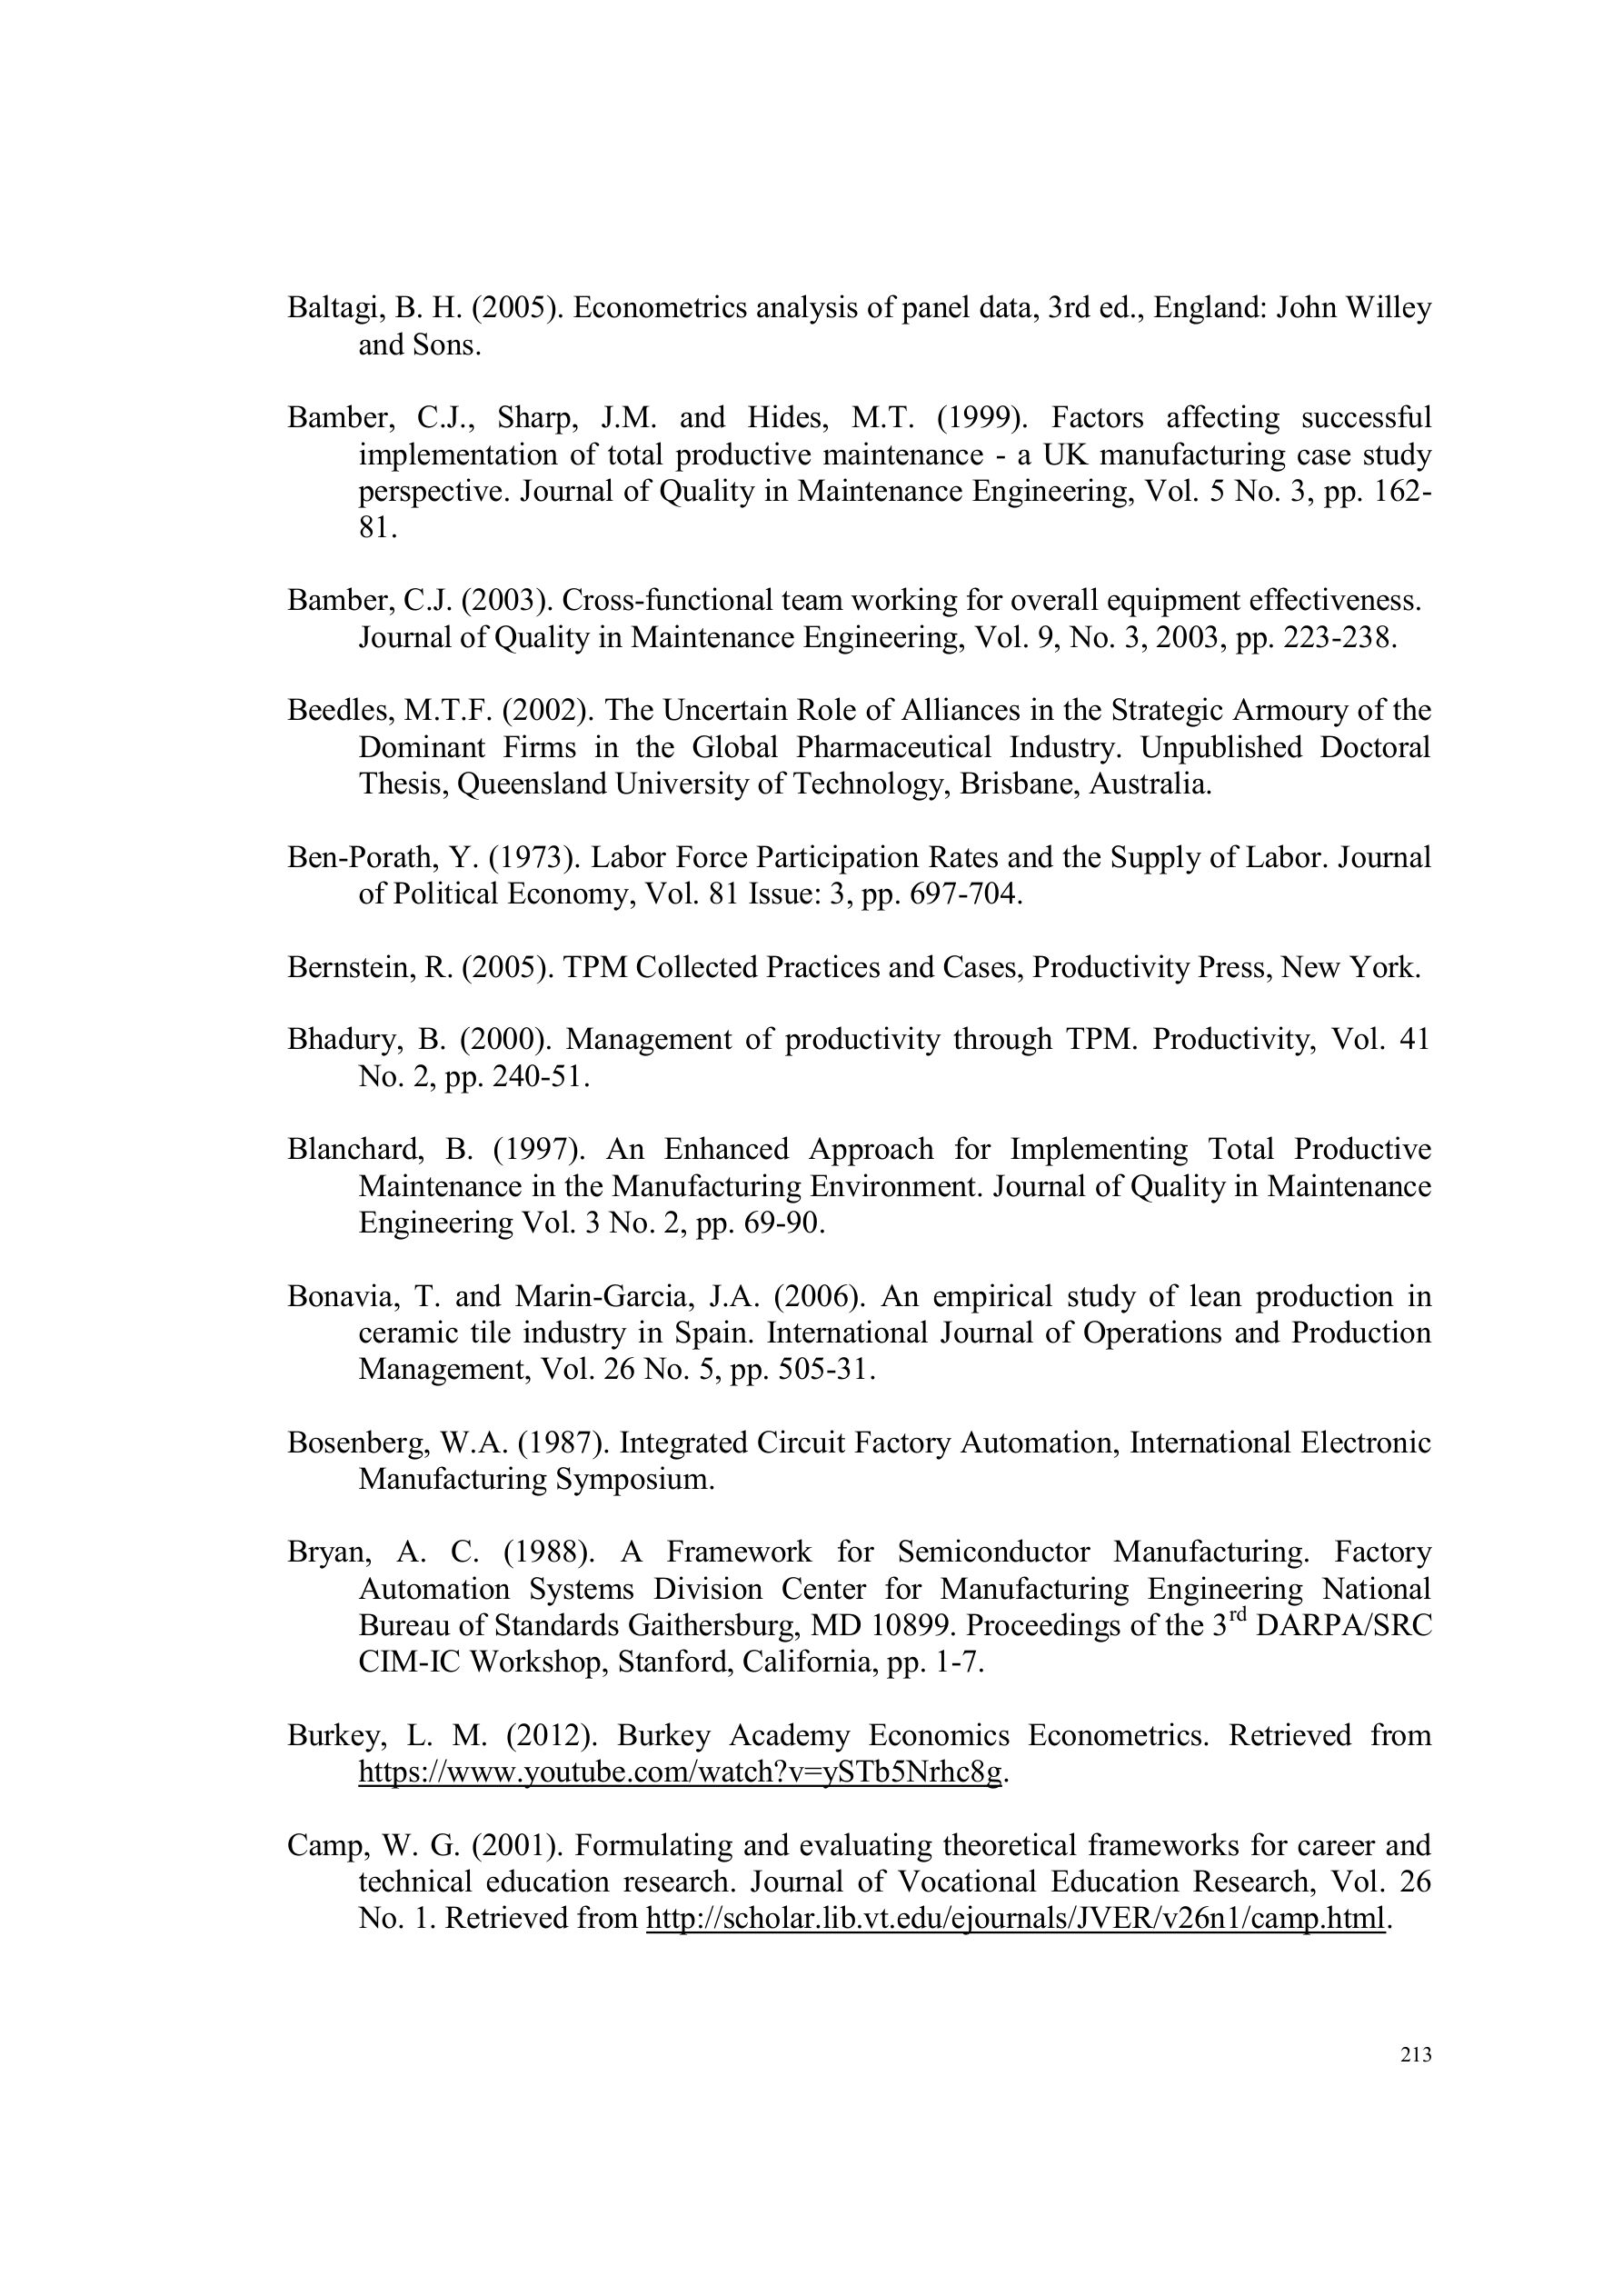 Baltagi, B. H. (2005). Econometrics analysis of panel data, 3rd ed., England: John Willey
and Sons.
Bamber, C.J., Sharp, J.M. and Hides, M.T. (1999). Factors affecting successful
implementation of total productive maintenance - a UK manufacturing case study
perspective. Journal of Quality in Maintenance Engineering, Vol. 5 No. 3, pp. 162-
81.
Bamber, C.J. (2003). Cross-functional team working for overall equipment effectiveness.
Journal of Quality in Maintenance Engineering, Vol. 9, No. 3, 2003, pp. 223-238.
Beedles, M.T.F. (2002). The Uncertain Role of Alliances in the Strategic Armoury of the
Dominant Firms in the Global Pharmaceutical Industry. Unpublished Doctoral
Thesis, Queensland University of Technology, Brisbane, Australia.
Ben-Porath, Y. (1973). Labor Force Participation Rates and the Supply of Labor. Journal
of Political Economy, Vol. 81 Issue: 3, pp. 697-704.
Bernstein, R. (2005). TPM Collected Practices and Cases, Productivity Press, New York.
Bhadury, B. (2000). Management of productivity through TPM. Productivity, Vol. 41
No. 2, pp. 240-51.
Blanchard, B. (1997). An Enhanced Approach for Implementing Total Productive
Maintenance in the Manufacturing Environment. Journal of Quality in Maintenance
Engineering Vol. 3 No. 2, pp. 69-90.
Bonavia, T. and Marin-Garcia, J.A. (2006). An empirical study of lean production in
ceramic tile industry in Spain. International Journal of Operations and Production
Management, Vol. 26 No. 5, pp. 505-31.
Bosenberg, W.A. (1987). Integrated Circuit Factory Automation, International Electronic
Manufacturing Symposium.
Bryan, A. C. (1988). A Framework for Semiconductor Manufacturing. Factory
Automation Systems Division Center for Manufacturing Engineering National
Bureau of Standards Gaithersburg, MD 10899. Proceedings of the 3rd DARPA/SRC
CIM-IC Workshop, Stanford, California, pp. 1-7.
Burkey, L. M. (2012). Burkey Academy Economics Econometrics. Retrieved from
https://www.youtube.com/watch?v=ySTb5Nrhc8g.
Camp, W. G. (2001). Formulating and evaluating theoretical frameworks for career and
technical education research. Journal of Vocational Education Research, Vol. 26
No. 1. Retrieved from http://scholar.lib.vt.edu/ejournals/JVER/v26n1/camp.html.
213